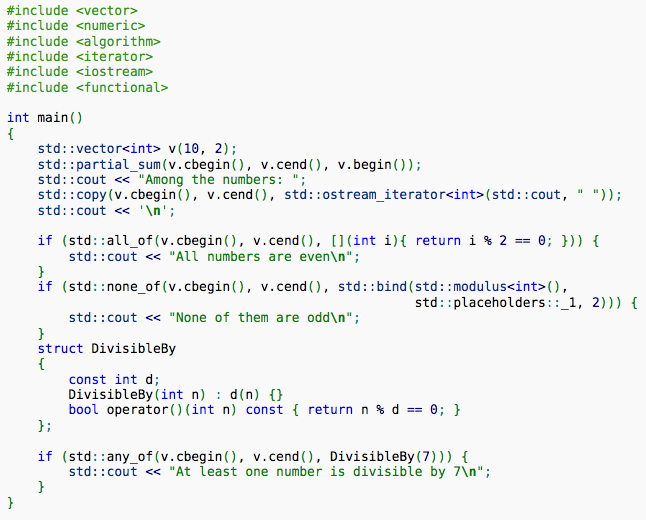 #include <vector>
#include <numeric>
#include <algorithm>
#include <iterator>
#include <iostream>
#include <functional>

int main()
{
    std::vector<int> v(10, 2);
    std::partial_sum(v.cbegin(), v.cend(), v.begin());
    std::cout << "Among the numbers: ";
    std::copy(v.cbegin(), v.cend(), std::ostream_iterator<int>(std::cout, " "));
    std::cout << '\n';

    if (std::all_of(v.cbegin(), v.cend(), [](int i){ return i % 2 == 0; })) {
        std::cout << "All numbers are even\n";
    }
    if (std::none_of(v.cbegin(), v.cend(), std::bind(std::modulus<int>(),
                                                     std::placeholders::_1, 2))) {
        std::cout << "None of them are odd\n";
    }
    struct DivisibleBy
    {
        const int d;
        DivisibleBy(int n) : d(n) {}
        bool operator()(int n) const { return n % d == 0; }
    };

    if (std::any_of(v.cbegin(), v.cend(), DivisibleBy(7))) {
        std::cout << "At least one number is divisible by 7\n";
    }
}